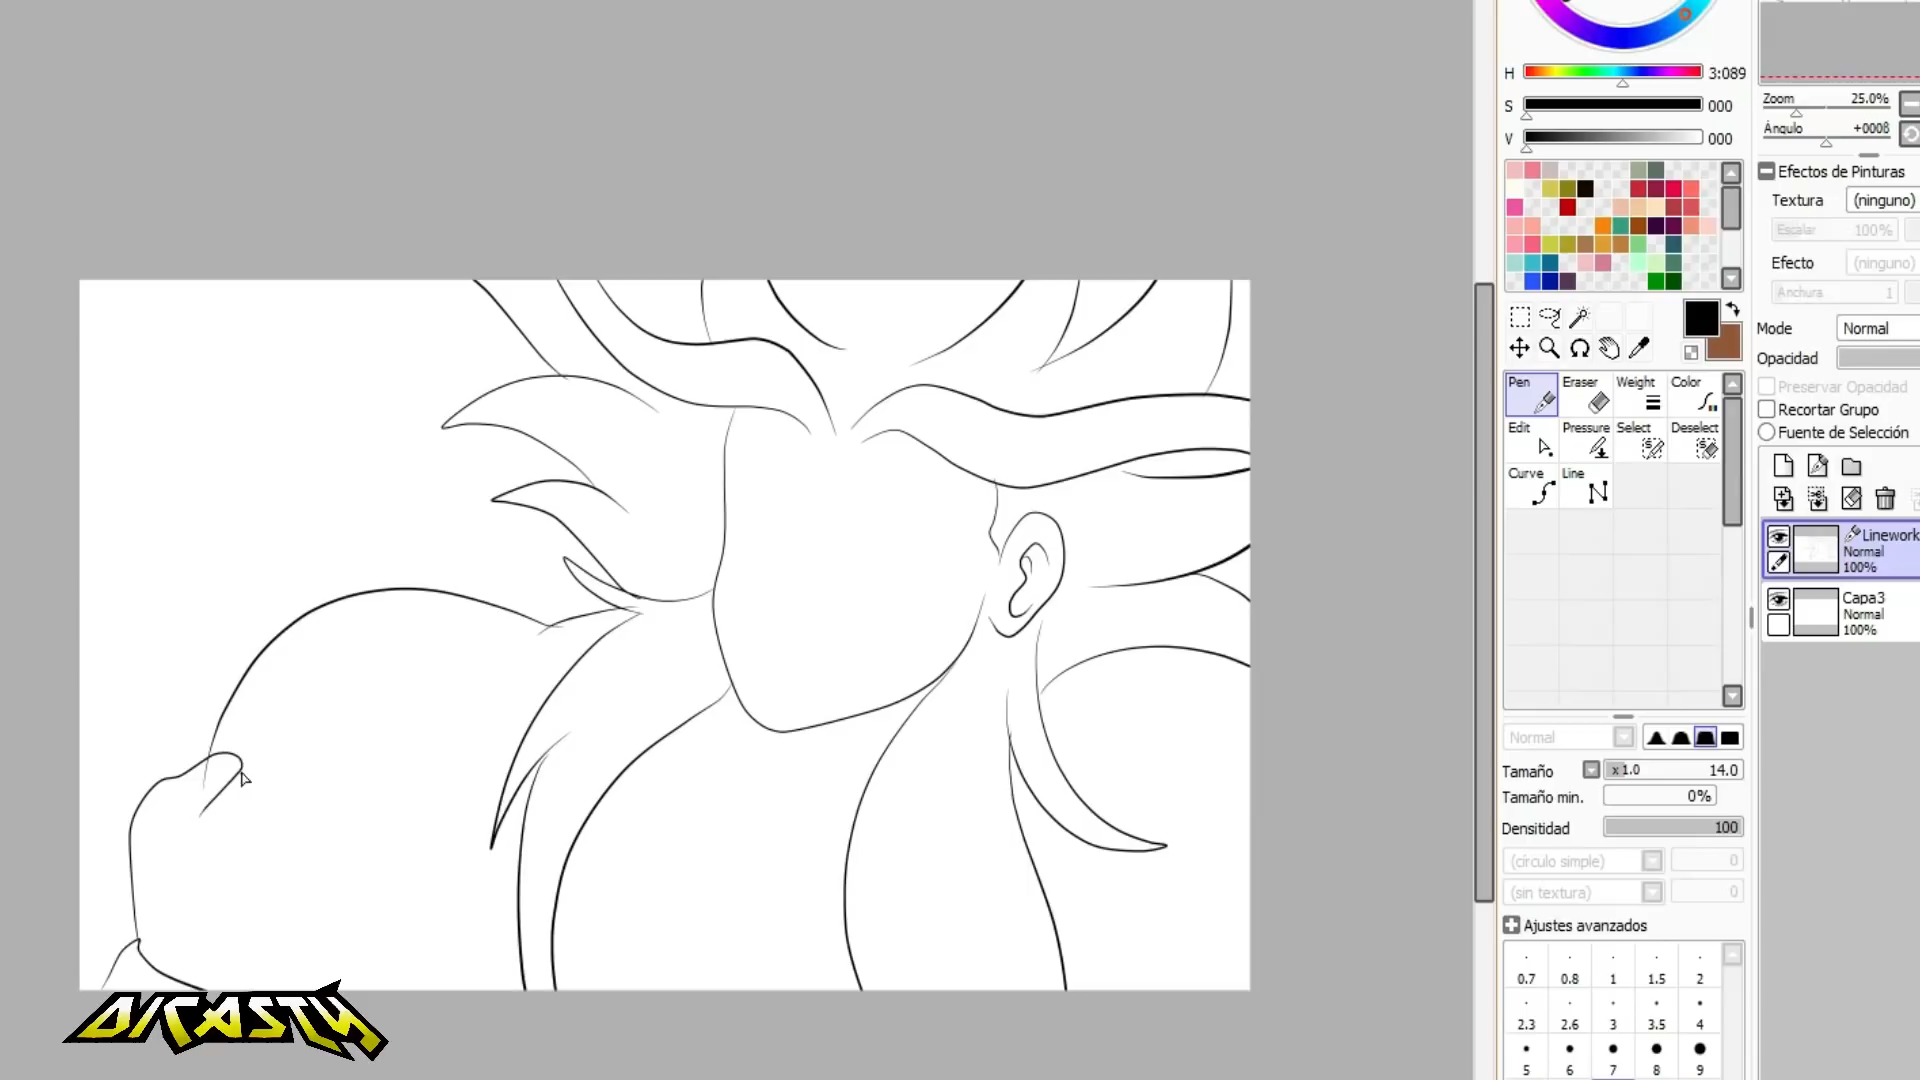 H 3:089
S 000
V 000
Zoom 25.0%
Ángulo +0008
Efectos de Pinturas
Textura (ninguno)
Escalar 100%
Efecto (ninguno)
Anchura 1
Mode Normal
Opacidad
Preservar Opacidad
Recortar Grupo
Fuente de Selección
Pen Eraser Weight Color
Edit Pressure Select Deselect
Curve Line
Linework
Normal
100%
Capa3
Normal
100%
Normal
Tamaño x1.0 14.0
Tamaño min. 0%
Densitidad 100
(círculo simple) 0
(sin textura) 0
Ajustes avanzados
0.7 0.8 1 1.5 2
2.3 2.6 3 3.5 4
5 6 7 8 9
DICASTY